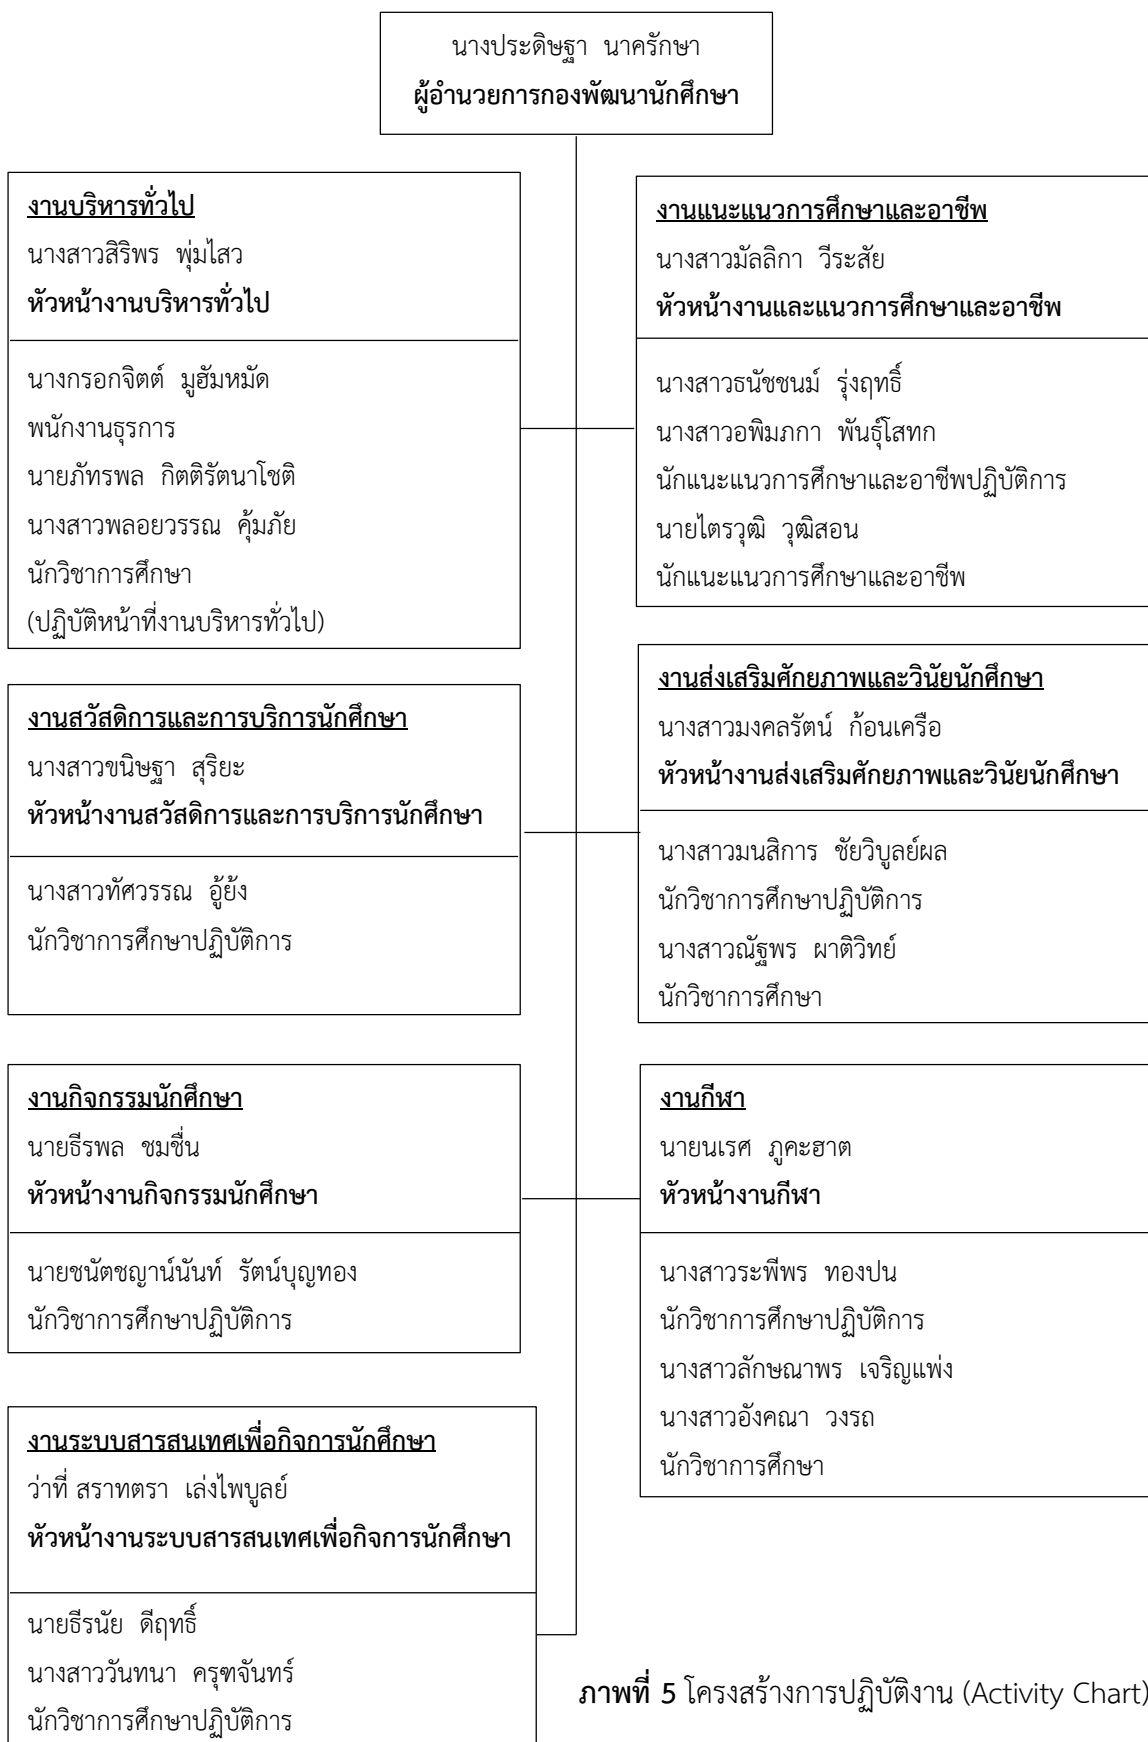 นางประดิษฐา นาครักษา
ผู้อำนวยการกองพัฒนานักศึกษา
งานบริหารทั่วไป
นางสาวสิริพร พุ่มไสว
หัวหน้างานบริหารทั่วไป
นางกรอกจิตต์ มูฮัมหมัด
พนักงานธุรการ
นายภัทรพล กิตติรัตนาโชติ
นางสาวพลอยวรรณ คุ้มภัย
นักวิชาการศึกษา
(ปฏิบัติหน้าที่งานบริหารทั่วไป)
งานแนะแนวการศึกษาและอาชีพ
นางสาวมัลลิกา วีระสัย
หัวหน้างานและแนวการศึกษาและอาชีพ
นางสาวธนัชชนม์ รุ่งฤทธิ์
นางสาวอพิมภกา พันธุ์โสทก
นักแนะแนวการศึกษาและอาชีพปฏิบัติการ
นายไตรวุฒิ วุฒิสอน
นักแนะแนวการศึกษาและอาชีพ
งานสวัสดิการและการบริการนักศึกษา
นางสาวขนิษฐา สุริยะ
หัวหน้างานสวัสดิการและการบริการนักศึกษา
นางสาวทัศวรรณ อู้ย้ง
นักวิชาการศึกษาปฏิบัติการ
งานส่งเสริมศักยภาพและวินัยนักศึกษา
นางสาวมงคลรัตน์ ก้อนเครือ
หัวหน้างานส่งเสริมศักยภาพและวินัยนักศึกษา
นางสาวมนสิการ ชัยวิบูลย์ผล
นักวิชาการศึกษาปฏิบัติการ
นางสาวณัฐพร ผาติวิทย์
นักวิชาการศึกษา
งานกิจกรรมนักศึกษา
นายธีรพล ชมชื่น
หัวหน้างานกิจกรรมนักศึกษา
นายชนัตชญาน์นันท์ รัตน์บุญทอง
นักวิชาการศึกษาปฏิบัติการ
งานกีฬา
นายนเรศ ภูคะฮาต
หัวหน้างานกีฬา
นางสาวระพีพร ทองปน
นักวิชาการศึกษาปฏิบัติการ
นางสาวลักษณาพร เจริญแพ่ง
นางสาวอังคณา วงรถ
นักวิชาการศึกษา
งานระบบสารสนเทศเพื่อกิจการนักศึกษา
ว่าที่ สราทตรา เล่งไพบูลย์
หัวหน้างานระบบสารสนเทศเพื่อกิจการนักศึกษา
นายธีรนัย ดีฤทธิ์
นางสาววันทนา ครุฑจันทร์
นักวิชาการศึกษาปฏิบัติการ
ภาพที่ 5 โครงสร้างการปฏิบัติงาน (Activity Chart)